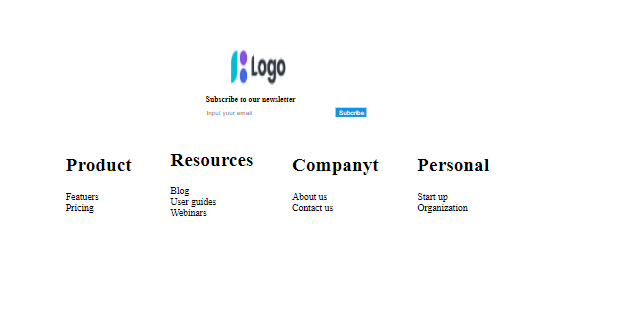 Logo
Subscribe to our newsletter
Input your email
Subcribe
Product
Featuers
Pricing
Resources
Blog
User guides
Webinars
Companyt
About us
Contact us
Personal
Start up
Organization